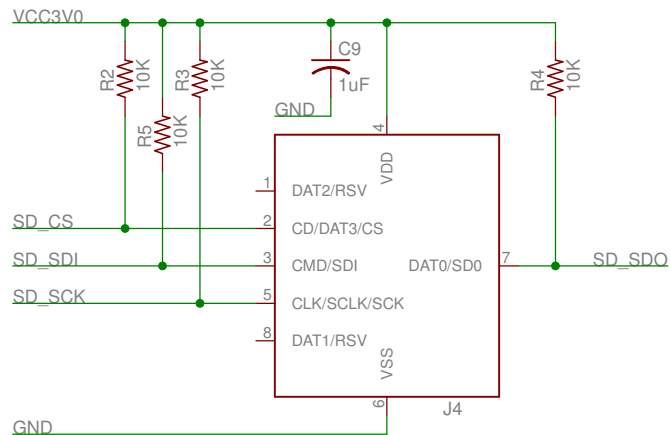 VCC3V0
R2
10K
R3
10K
R5
10K
C9
1uF
GND
R4
10K
4
VDD
1
DAT2/RSV
SD_CS
2
CD/DAT3/CS
SD_SDI
3
CMD/SDI
DAT0/SD0
7
SD_SDO
SD_SCK
5
CLK/SCLK/SCK
8
DAT1/RSV
VSS
6
J4
GND